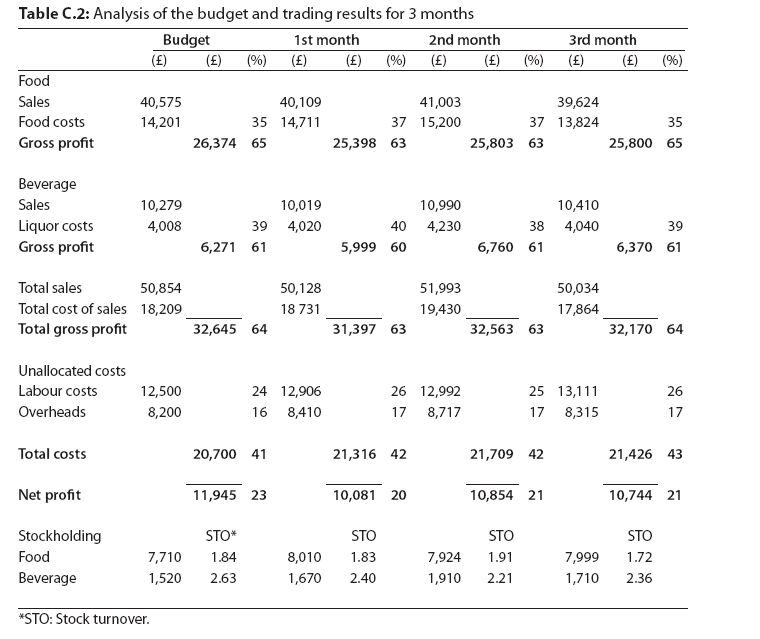 Table C.2: Analysis of the budget and trading results for 3 months
Budget 1st month 2nd month 3rd month
(£) (£) (%) (£) (£) (%) (£) (£) (%) (£) (£) (%)
Food
Sales 40,575 40,109 41,003 39,624
Food costs 14,201 35 14,711 37 15,200 37 13,824 35
Gross profit 26,374 65 25,398 63 25,803 63 25,800 65
Beverage
Sales 10,279 10,019 10,990 10,410
Liquor costs 4,008 39 4,020 40 4,230 38 4,040 39
Gross profit 6,271 61 5,999 60 6,760 61 6,370 61
Total sales 50,854 50,128 51,993 50,034
Total cost of sales 18,209 18 731 19,430 17,864
Total gross profit 32,645 64 31,397 63 32,563 63 32,170 64
Unallocated costs
Labour costs 12,500 24 12,906 26 12,992 25 13,111 26
Overheads 8,200 16 8,410 17 8,717 17 8,315 17
Total costs 20,700 41 21,316 42 21,709 42 21,426 43
Net profit 11,945 23 10,081 20 10,854 21 10,744 21
Stockholding STO* STO STO STO
Food 7,710 1.84 8,010 1.83 7,924 1.91 7,999 1.72
Beverage 1,520 2.63 1,670 2.40 1,910 2.21 1,710 2.36
*STO: Stock turnover.